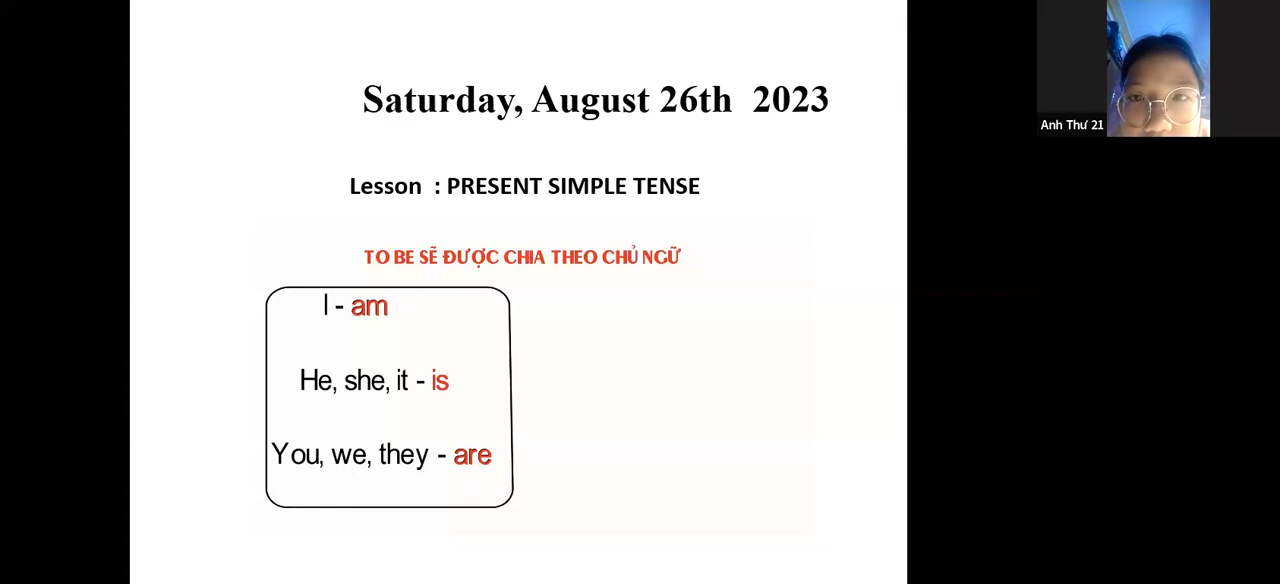 Saturday, August 26th 2023
Anh Thư 21
Lesson : PRESENT SIMPLE TENSE
TO BE SẼ ĐƯỢC CHIA THEO CHỦ NGỮ
I - am
He, she, it - is
You, we, they - are